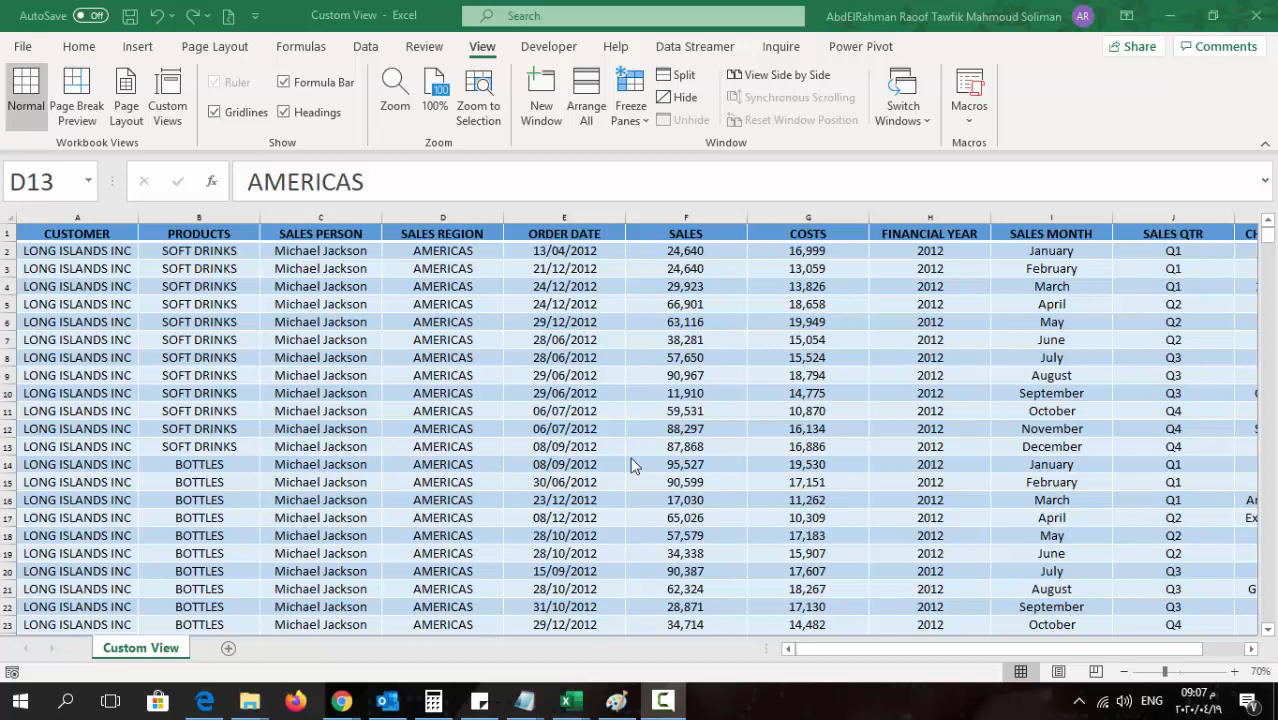 AutoSave Off Custom View - Excel Search AbdElRahman Raoof Tawfik Mahmoud Soliman AR
File Home Insert Page Layout Formulas Data Review View Developer Help Data Streamer Inquire Power Pivot Share Comments
Normal Page Break Preview Page Layout Custom Views
Workbook Views
Ruler Formula Bar
Gridlines Headings
Show
Zoom 100% Zoom to Selection
Zoom
New Window Arrange All Freeze Panes
Split View Side by Side
Hide Synchronous Scrolling
Unhide Reset Window Position
Switch Windows
Window
Macros
Macros
D13 fx AMERICAS
A B C D E F G H I J
1 CUSTOMER PRODUCTS SALES PERSON SALES REGION ORDER DATE SALES COSTS FINANCIAL YEAR SALES MONTH SALES QTR CH
2 LONG ISLANDS INC SOFT DRINKS Michael Jackson AMERICAS 13/04/2012 24,640 16,999 2012 January Q1
3 LONG ISLANDS INC SOFT DRINKS Michael Jackson AMERICAS 21/12/2012 24,640 13,059 2012 February Q1
4 LONG ISLANDS INC SOFT DRINKS Michael Jackson AMERICAS 24/12/2012 29,923 13,826 2012 March Q1
5 LONG ISLANDS INC SOFT DRINKS Michael Jackson AMERICAS 24/12/2012 66,901 18,658 2012 April Q2
6 LONG ISLANDS INC SOFT DRINKS Michael Jackson AMERICAS 29/12/2012 63,116 19,949 2012 May Q2
7 LONG ISLANDS INC SOFT DRINKS Michael Jackson AMERICAS 28/06/2012 38,281 15,054 2012 June Q2
8 LONG ISLANDS INC SOFT DRINKS Michael Jackson AMERICAS 28/06/2012 57,650 15,524 2012 July Q3
9 LONG ISLANDS INC SOFT DRINKS Michael Jackson AMERICAS 29/06/2012 90,967 18,794 2012 August Q3
10 LONG ISLANDS INC SOFT DRINKS Michael Jackson AMERICAS 29/06/2012 11,910 14,775 2012 September Q3
11 LONG ISLANDS INC SOFT DRINKS Michael Jackson AMERICAS 06/07/2012 59,531 10,870 2012 October Q4
12 LONG ISLANDS INC SOFT DRINKS Michael Jackson AMERICAS 06/07/2012 88,297 16,134 2012 November Q4
13 LONG ISLANDS INC SOFT DRINKS Michael Jackson AMERICAS 08/09/2012 87,868 16,886 2012 December Q4
14 LONG ISLANDS INC BOTTLES Michael Jackson AMERICAS 08/09/2012 95,527 19,530 2012 January Q1
15 LONG ISLANDS INC BOTTLES Michael Jackson AMERICAS 30/06/2012 90,599 17,151 2012 February Q1
16 LONG ISLANDS INC BOTTLES Michael Jackson AMERICAS 23/12/2012 17,030 11,262 2012 March Q1
17 LONG ISLANDS INC BOTTLES Michael Jackson AMERICAS 08/12/2012 65,026 10,309 2012 April Q2
18 LONG ISLANDS INC BOTTLES Michael Jackson AMERICAS 28/10/2012 57,579 17,183 2012 May Q2
19 LONG ISLANDS INC BOTTLES Michael Jackson AMERICAS 28/10/2012 34,338 15,907 2012 June Q2
20 LONG ISLANDS INC BOTTLES Michael Jackson AMERICAS 15/09/2012 90,387 17,607 2012 July Q3
21 LONG ISLANDS INC BOTTLES Michael Jackson AMERICAS 28/10/2012 62,324 18,267 2012 August Q3
22 LONG ISLANDS INC BOTTLES Michael Jackson AMERICAS 31/10/2012 28,871 17,130 2012 September Q3
23 LONG ISLANDS INC BOTTLES Michael Jackson AMERICAS 29/12/2012 34,714 14,482 2012 October Q4
Custom View
70%
ENG 09:07 م
٢٠٢٠/٠٤/١٩